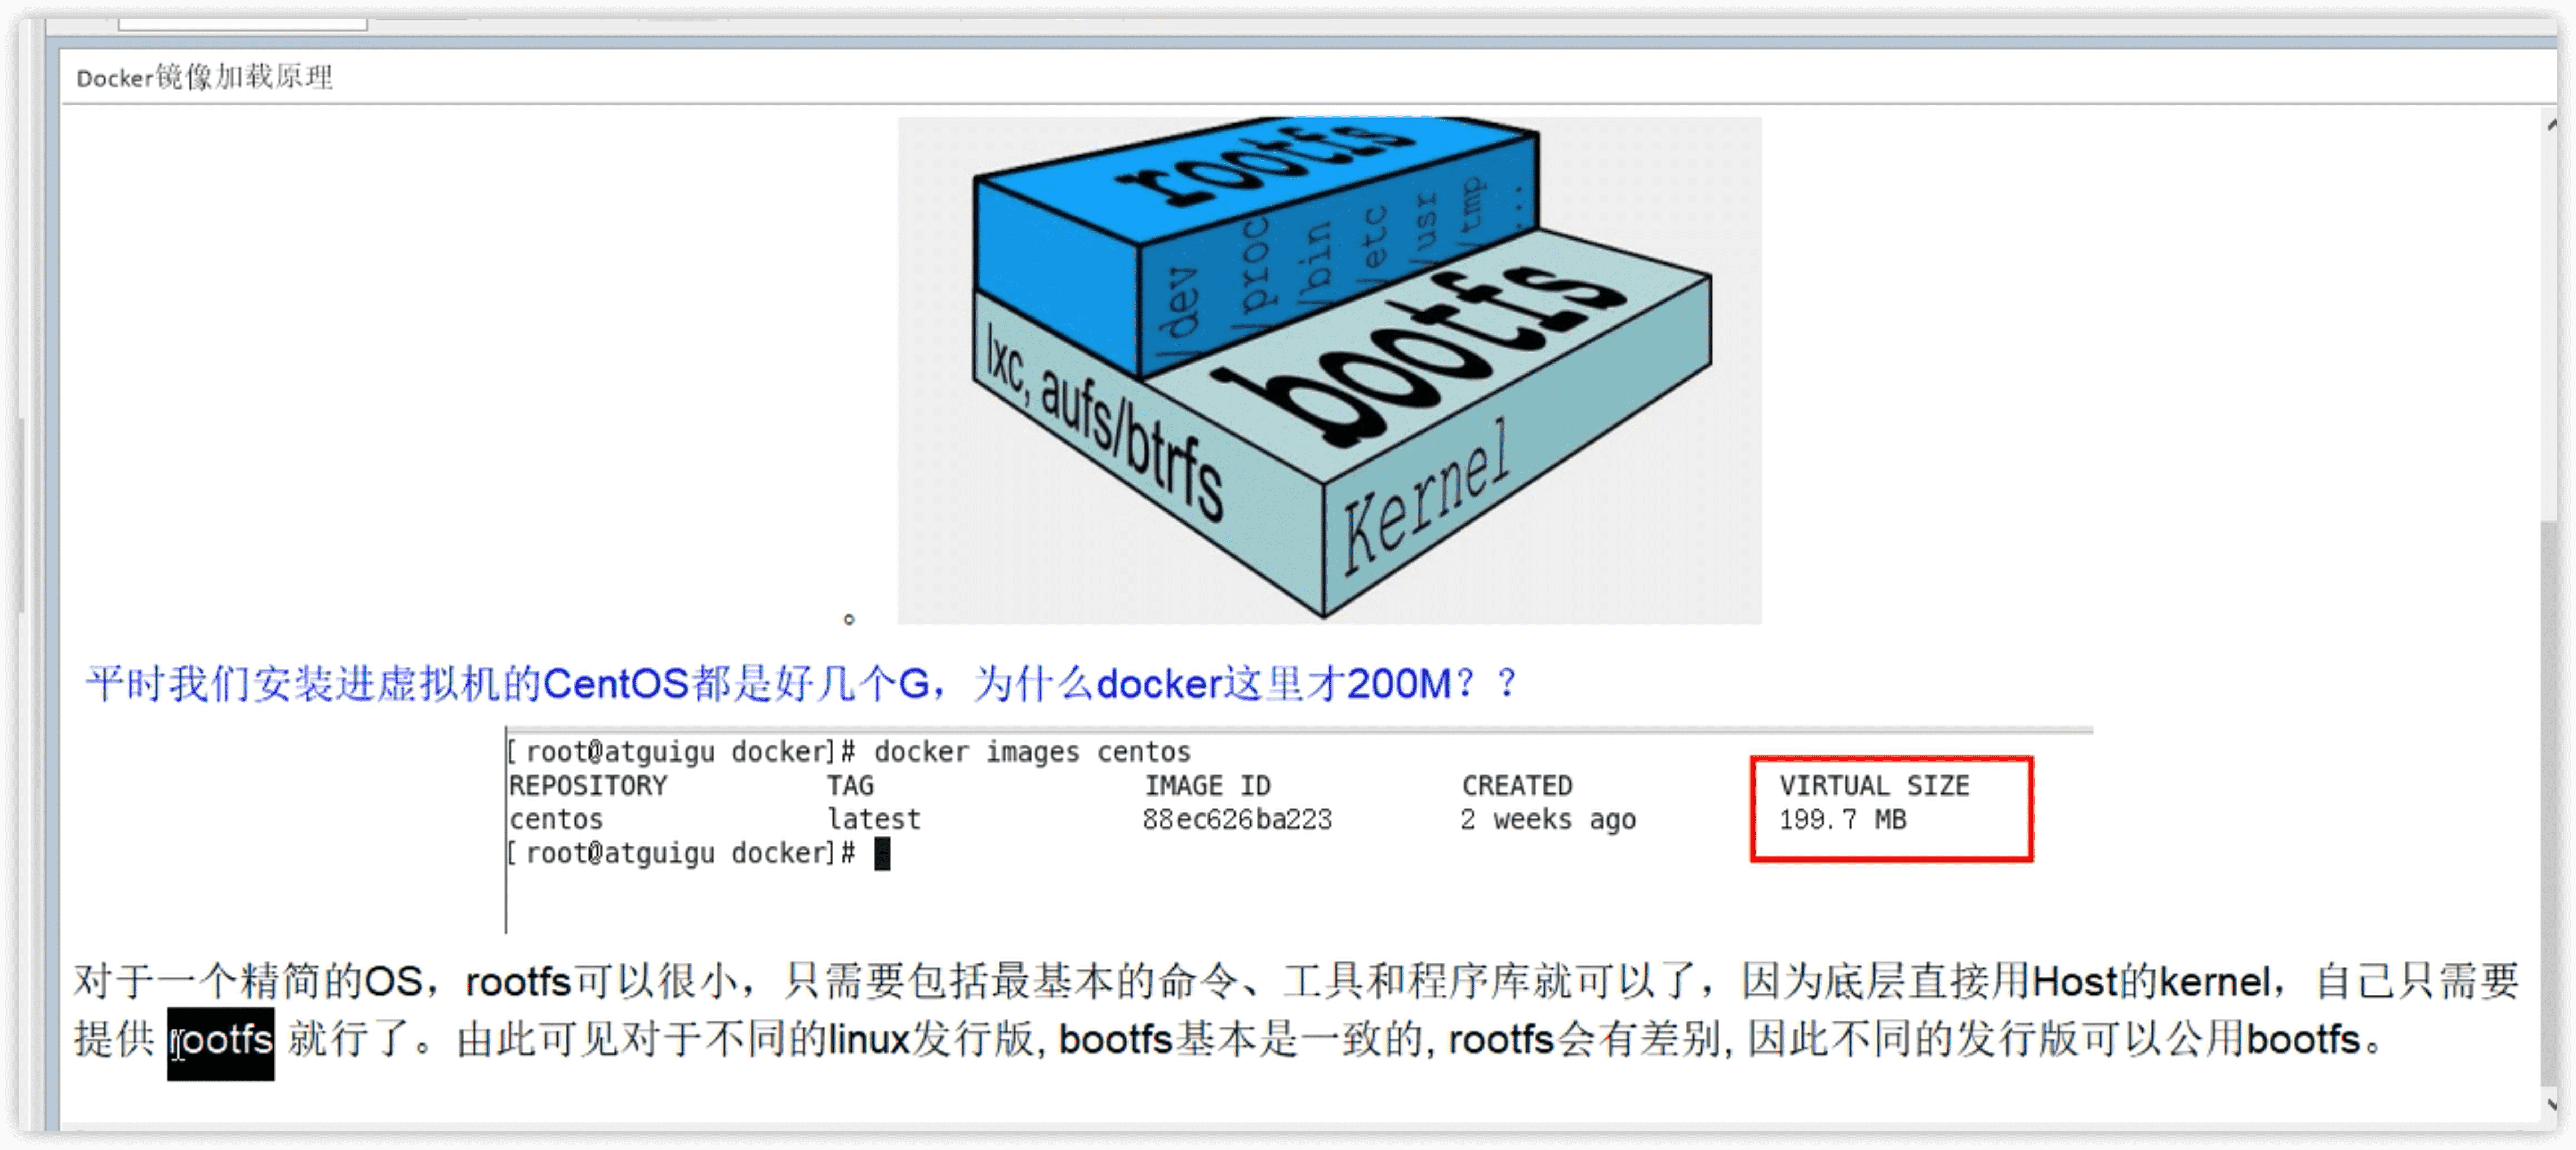 Docker镜像加载原理
rootfs
/dev
/proc
/bin
/etc
/usr
/tmp
...
bootfs
lxc, aufs/btrfs
Kernel
。
平时我们安装进虚拟机的CentOS都是好几个G，为什么docker这里才200M？？
[root@atguigu docker]# docker images centos
REPOSITORY TAG IMAGE ID CREATED VIRTUAL SIZE
centos latest 88ec626ba223 2 weeks ago 199.7 MB
[root@atguigu docker]#
对于一个精简的OS，rootfs可以很小，只需要包括最基本的命令、工具和程序库就可以了，因为底层直接用Host的kernel，自己只需要
提供 rootfs 就行了。由此可见对于不同的linux发行版, bootfs基本是一致的, rootfs会有差别, 因此不同的发行版可以公用bootfs。